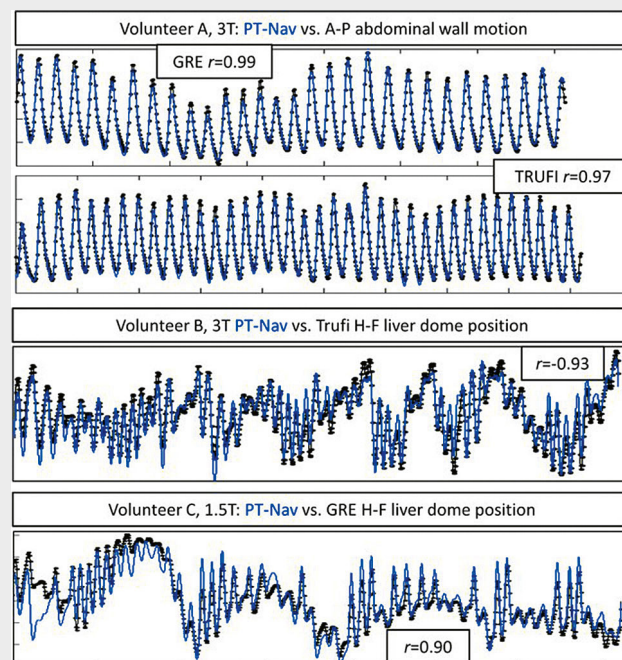 Volunteer A, 3T: PT-Nav vs. A-P abdominal wall motion
GRE r=0.99
TRUFI r=0.97
Volunteer B, 3T PT-Nav vs. Trufi H-F liver dome position
r=-0.93
Volunteer C, 1.5T: PT-Nav vs. GRE H-F liver dome position
r=0.90